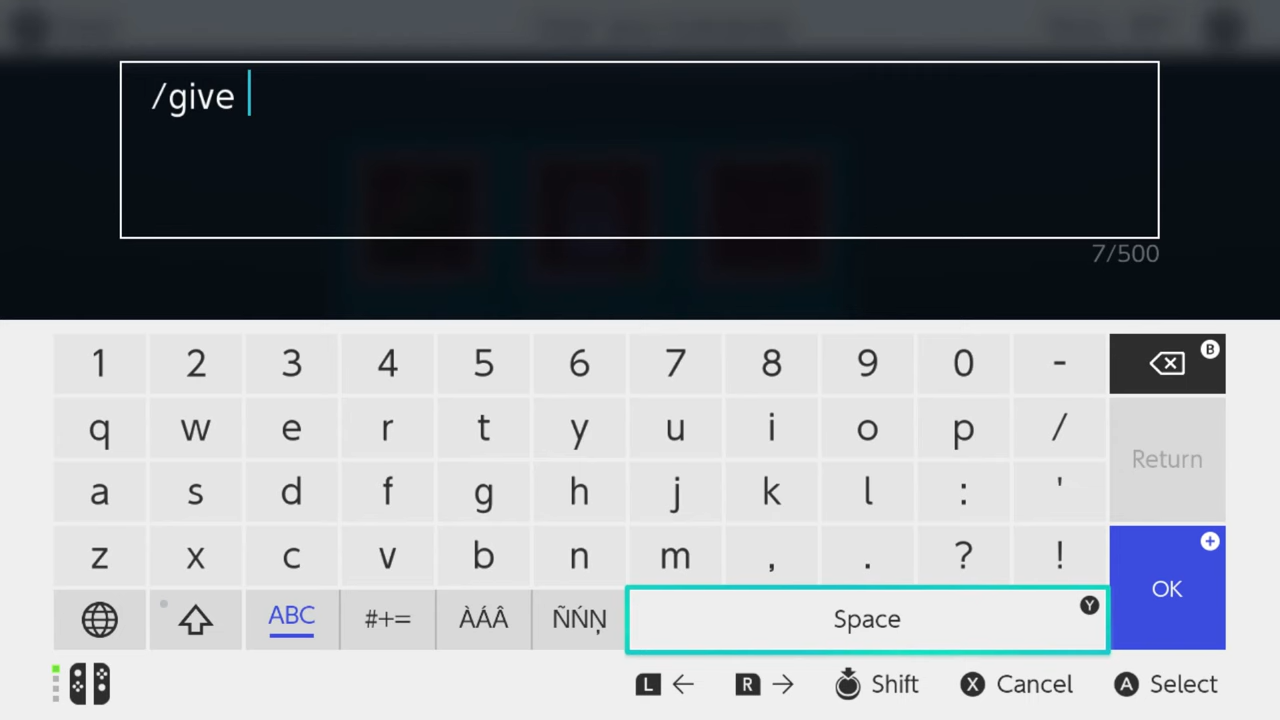 /give
7/500
1 2 3 4 5 6 7 8 9 0 - B
q w e r t y u i o p /
Return
a s d f g h j k l : '
z x c v b n m , . ? ! +
OK
ABC #+= ÀÁÂ ÑŃŅ Space Y
L ← R → Shift X Cancel A Select